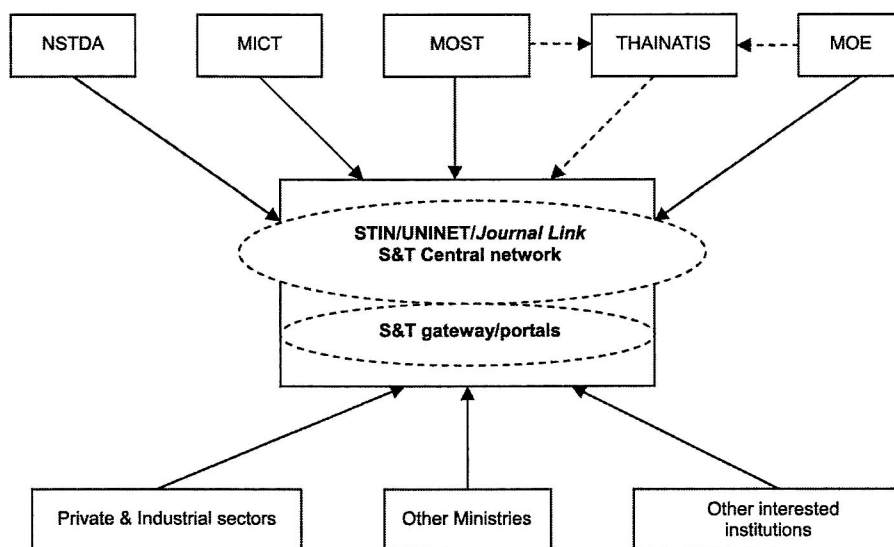 NSTDA
MICT
MOST
THAINATIS
MOE
STIN/UNINET/Journal Link
S&T Central network
S&T gateway/portals
Private & Industrial sectors
Other Ministries
Other interested
institutions